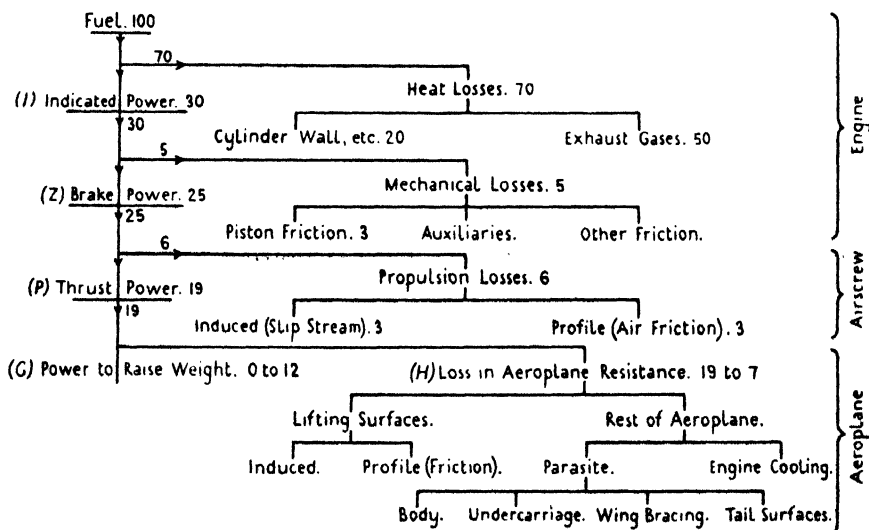 Fuel. 100
70
Heat Losses. 70
(I) Indicated Power. 30
30
Cylinder Wall, etc. 20
Exhaust Gases. 50
5
Mechanical Losses. 5
(Z) Brake Power. 25
25
Piston Friction. 3
Auxiliaries.
Other Friction.
6
Propulsion Losses. 6
(P) Thrust Power. 19
19
Induced (Slip Stream). 3
Profile (Air Friction). 3
(G) Power to Raise Weight. 0 to 12
(H) Loss in Aeroplane Resistance. 19 to 7
Lifting Surfaces.
Rest of Aeroplane.
Induced.
Profile (Friction).
Parasite.
Engine Cooling.
Body.
Undercarriage.
Wing Bracing.
Tail Surfaces.
Engine
Airscrew
Aeroplane